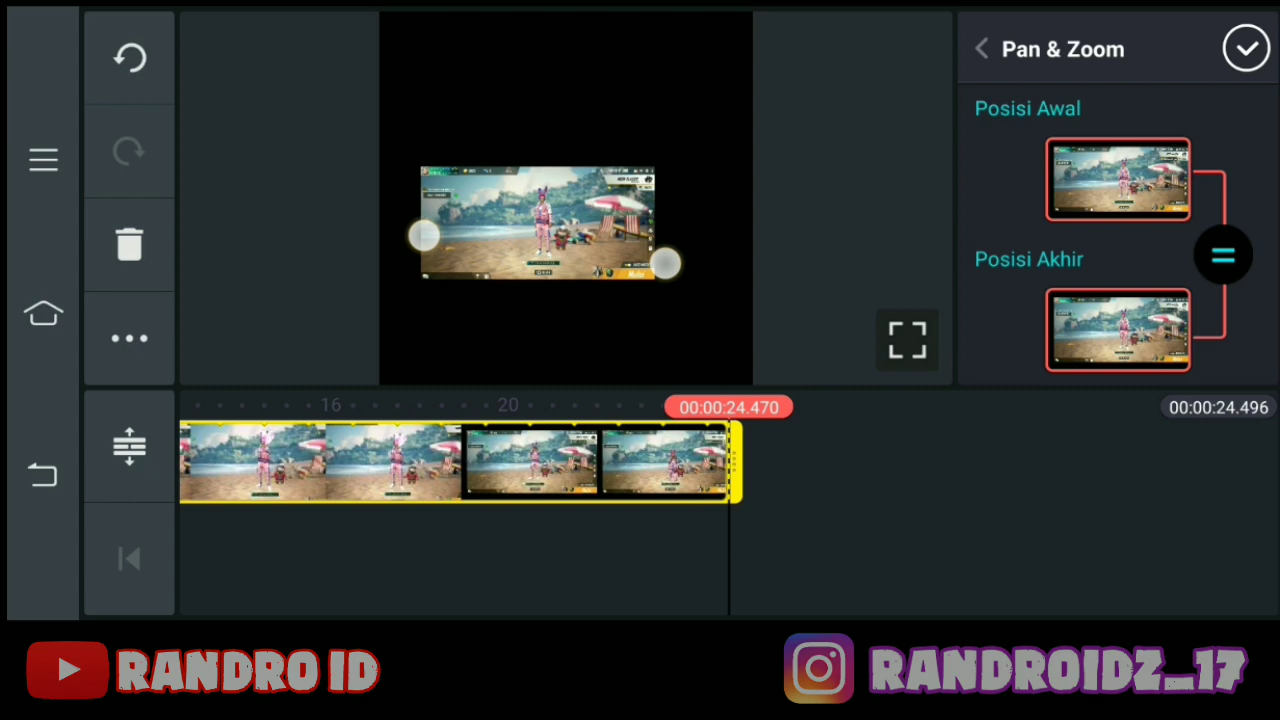 Pan & Zoom
Posisi Awal
Posisi Akhir
Mulai
16
20
00:00:24.470
00:00:24.496
RANDRO ID
RANDROIDZ_17